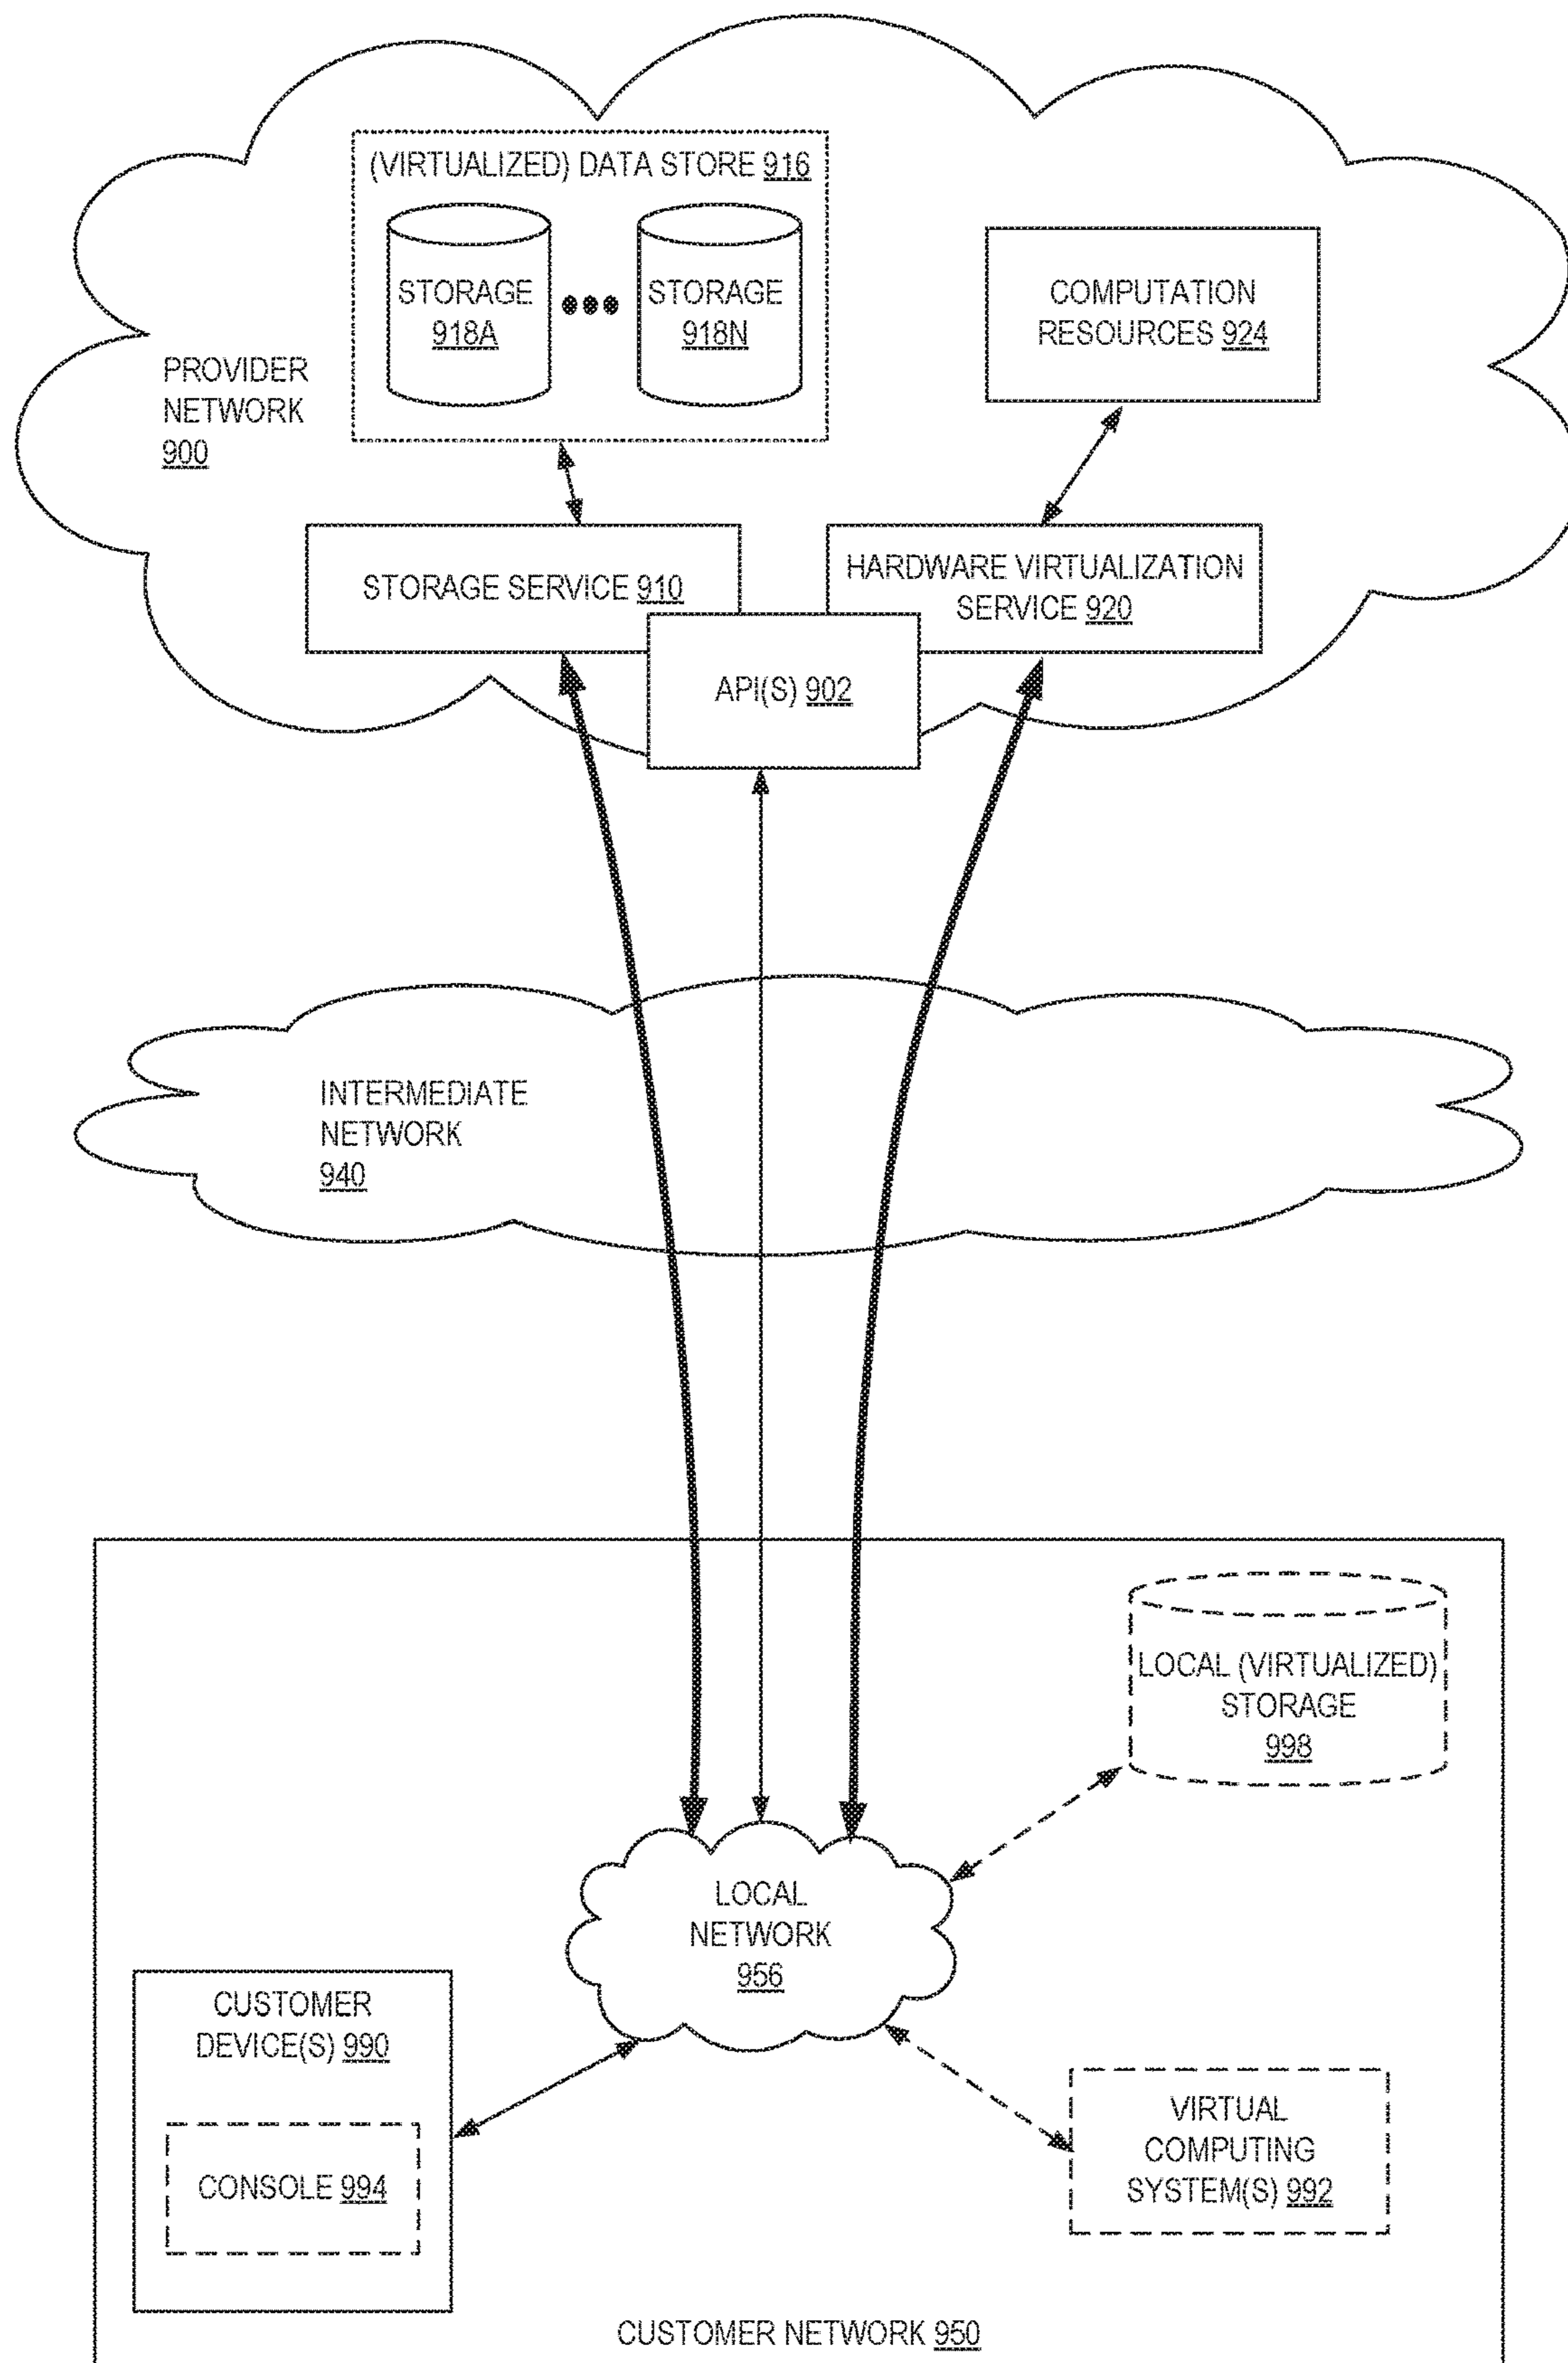 (VIRTUALIZED) DATA STORE 916
STORAGE
918A
STORAGE
918N
COMPUTATION
RESOURCES 924
PROVIDER
NETWORK
900
STORAGE SERVICE 910
HARDWARE VIRTUALIZATION
SERVICE 920
API(S) 902
INTERMEDIATE
NETWORK
940
LOCAL (VIRTUALIZED)
STORAGE
998
LOCAL
NETWORK
956
CUSTOMER
DEVICE(S) 990
CONSOLE 994
VIRTUAL
COMPUTING
SYSTEM(S) 992
CUSTOMER NETWORK 950